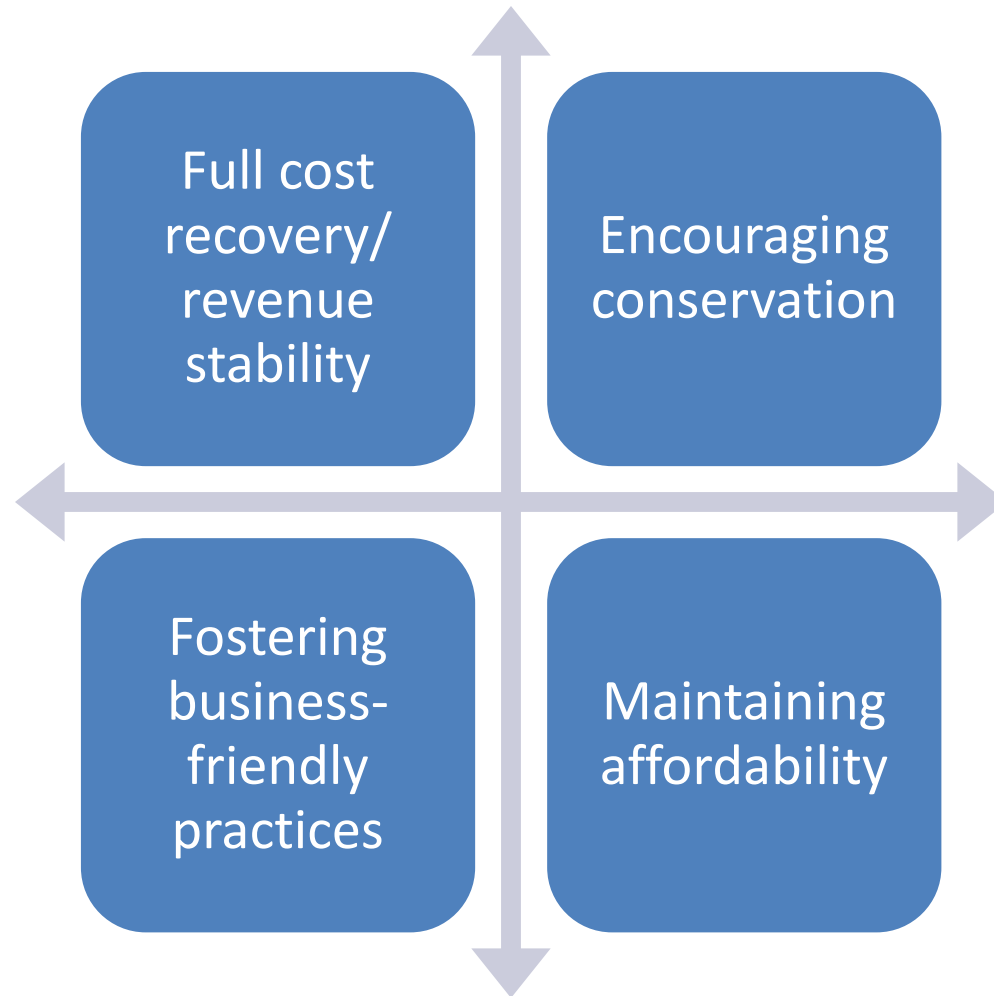 Full cost
recovery/
revenue
stability
Encouraging
conservation
Fostering
business-
friendly
practices
Maintaining
affordability